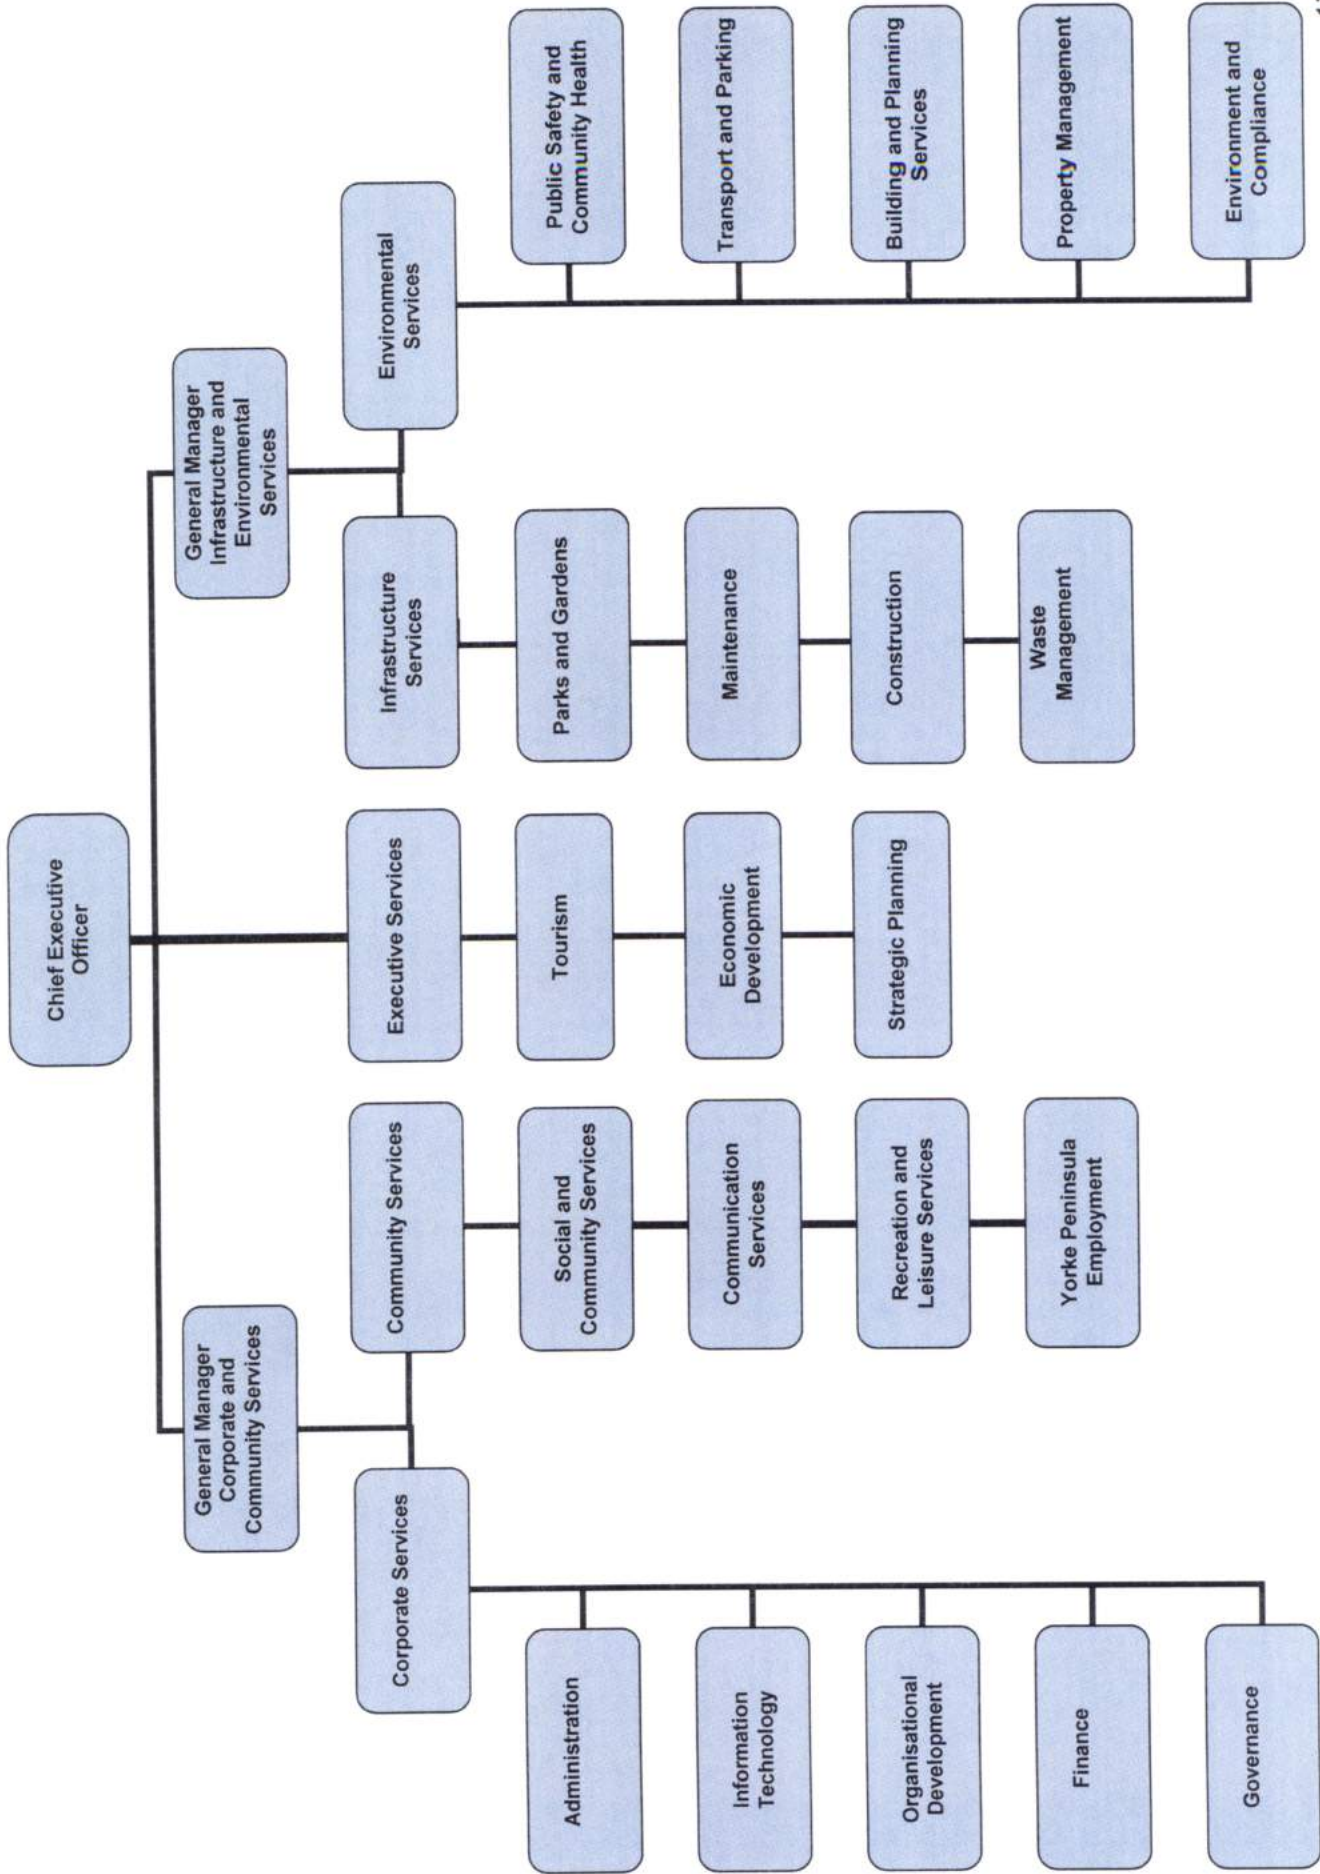 Chief Executive
Officer
General Manager
Corporate and
Community Services
General Manager
Infrastructure and
Environmental
Services
Corporate Services
Community Services
Executive Services
Infrastructure
Services
Environmental
Services
Administration
Information
Technology
Organisational
Development
Finance
Governance
Social and
Community Services
Communication
Services
Recreation and
Leisure Services
Yorke Peninsula
Employment
Tourism
Economic
Development
Strategic Planning
Parks and Gardens
Maintenance
Construction
Waste
Management
Public Safety and
Community Health
Transport and Parking
Building and Planning
Services
Property Management
Environment and
Compliance